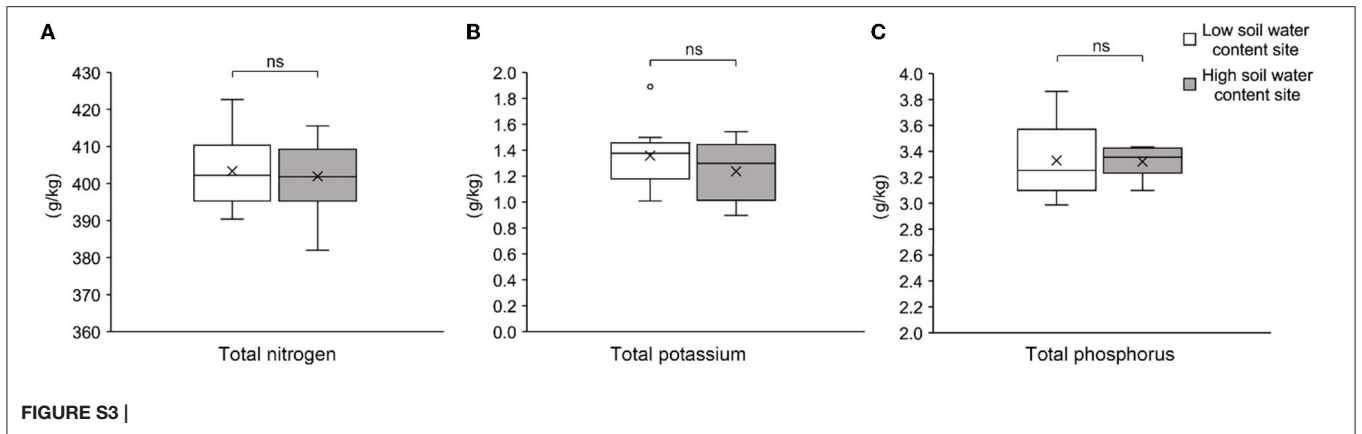 A
ns
430
420
410
400
390
380
370
360
(g/kg)
Total nitrogen
B
ns
2.0
1.8
1.6
1.4
1.2
1.0
0.8
0.6
0.4
0.2
0.0
(g/kg)
Total potassium
C
ns
4.0
3.8
3.6
3.4
3.2
3.0
2.8
2.6
2.4
2.2
2.0
(g/kg)
Total phosphorus
Low soil water
content site
High soil water
content site
FIGURE S3 |